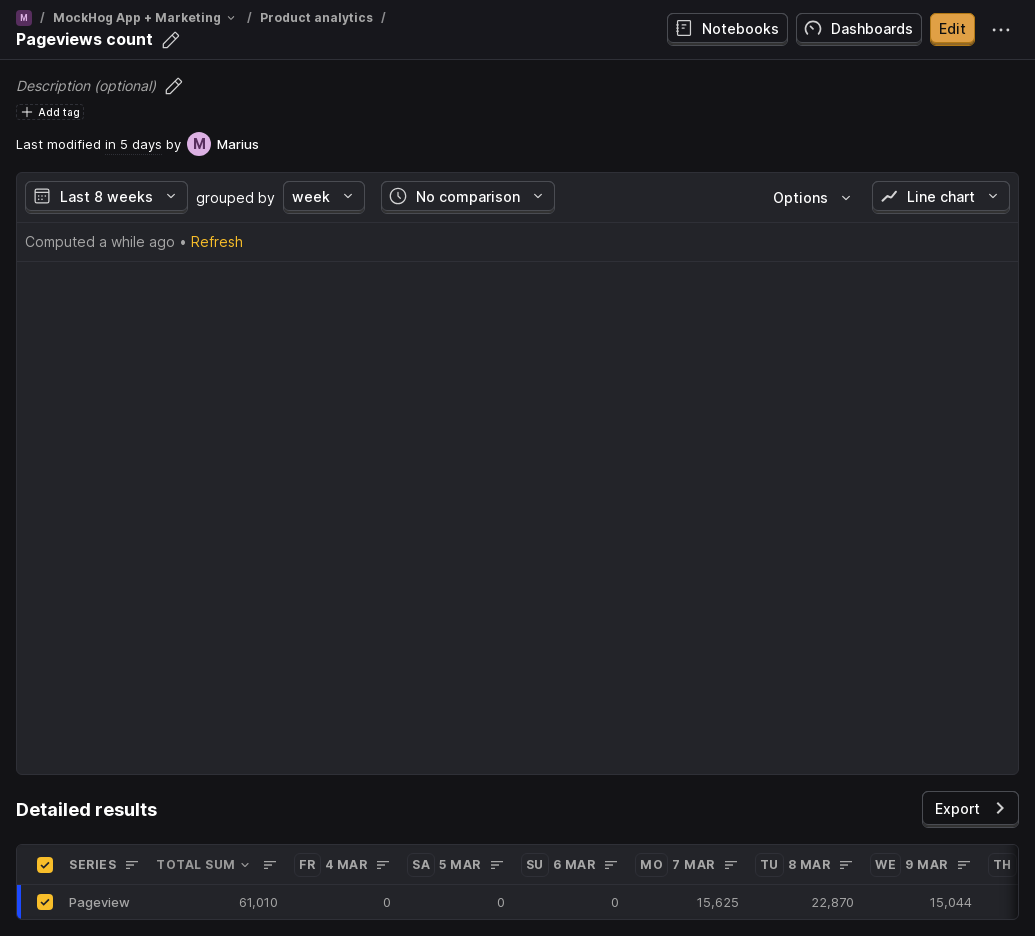 M / MockHog App + Marketing / Product analytics /
Pageviews count
Notebooks Dashboards Edit
Description (optional)
Add tag
Last modified in 5 days by M Marius
Last 8 weeks grouped by week No comparison Options Line chart
Computed a while ago • Refresh
Detailed results
Export
SERIES TOTAL SUM FR 4 MAR SA 5 MAR SU 6 MAR MO 7 MAR TU 8 MAR WE 9 MAR TH
Pageview 61,010 0 0 0 15,625 22,870 15,044